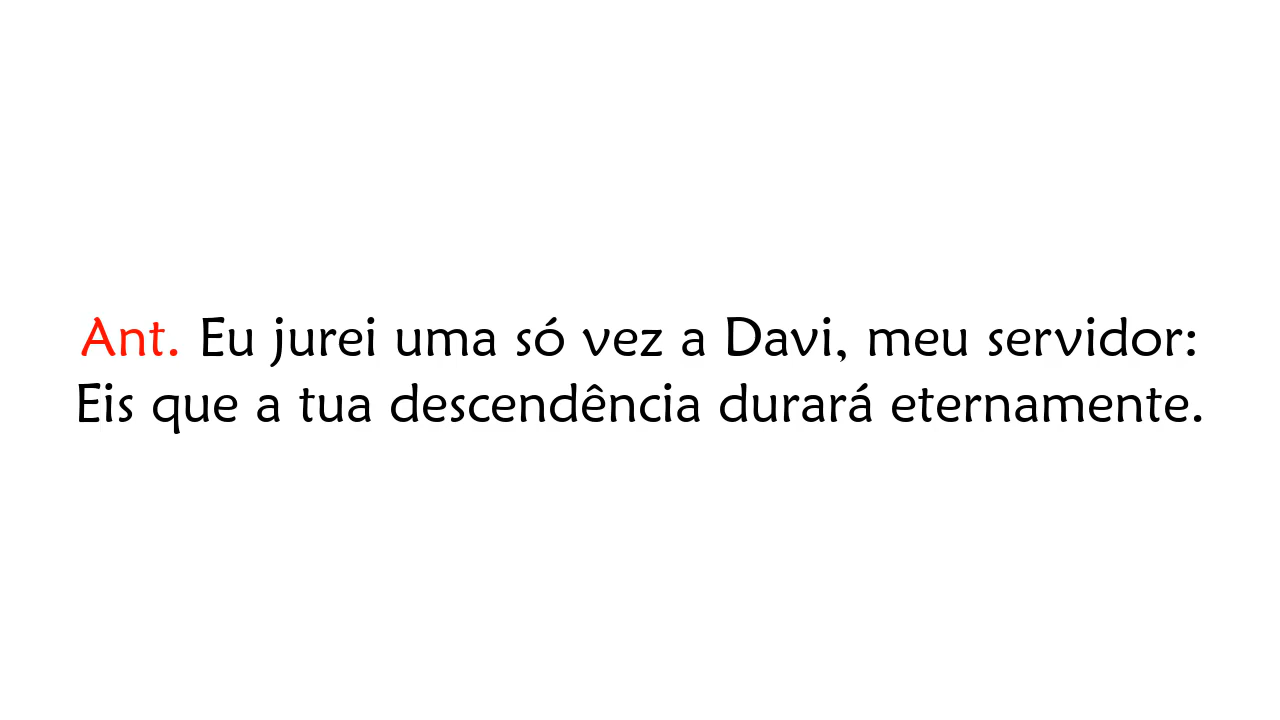 Ant. Eu jurei uma só vez a Davi, meu servidor:
Eis que a tua descendência durará eternamente.